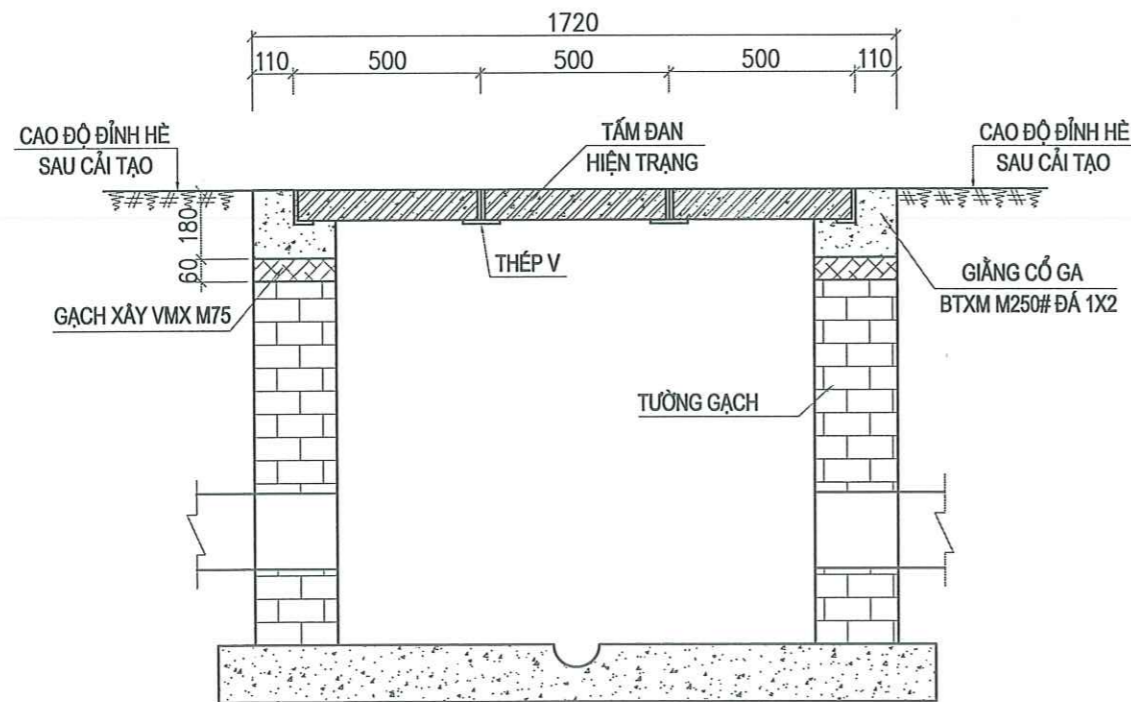 1720
110 500 500 500 110
CAO ĐỘ ĐỈNH HÈ
SAU CẢI TẠO
TẤM ĐAN
HIỆN TRẠNG
CAO ĐỘ ĐỈNH HÈ
SAU CẢI TẠO
180
60
THÉP V
GẠCH XÂY VMX M75
GIẰNG CỔ GA
BTXM M250# ĐÁ 1X2
TƯỜNG GẠCH